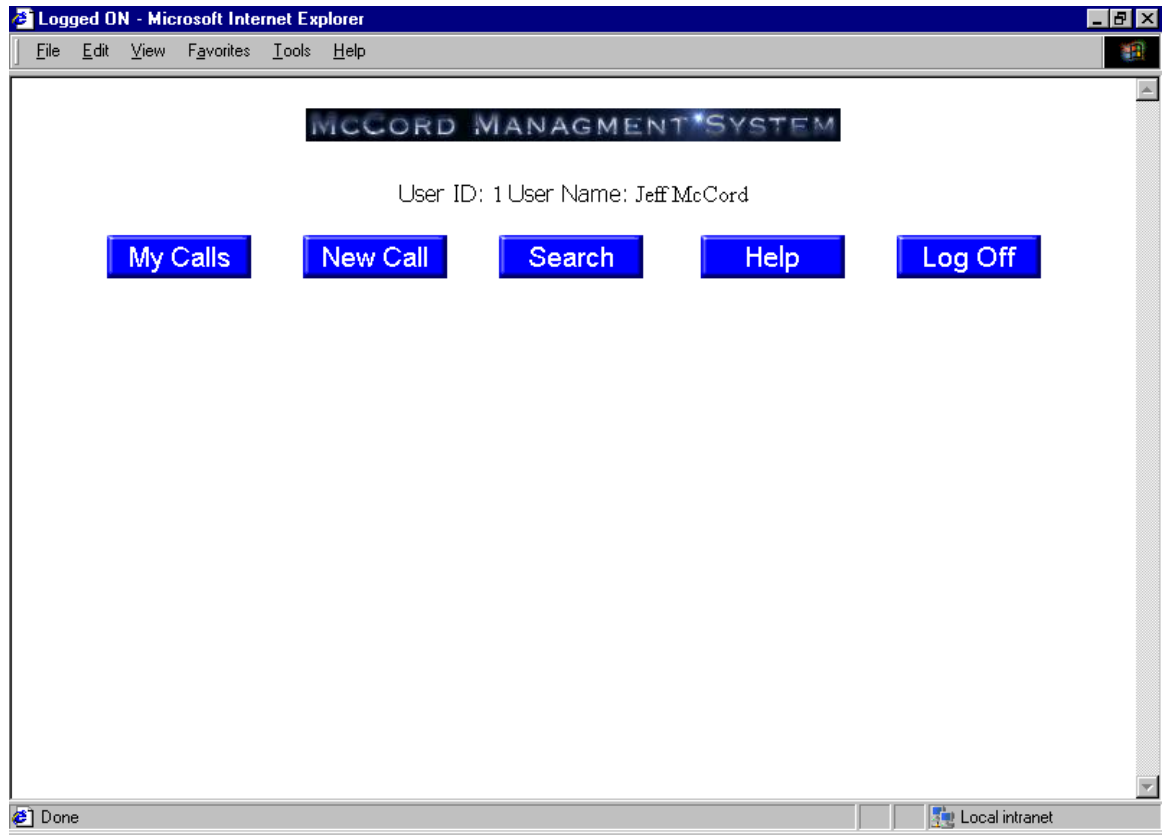 Logged ON - Microsoft Internet Explorer
File Edit View Favorites Tools Help
McCord Managment System
User ID: 1 User Name: Jeff McCord
My Calls New Call Search Help Log Off
Done Local intranet